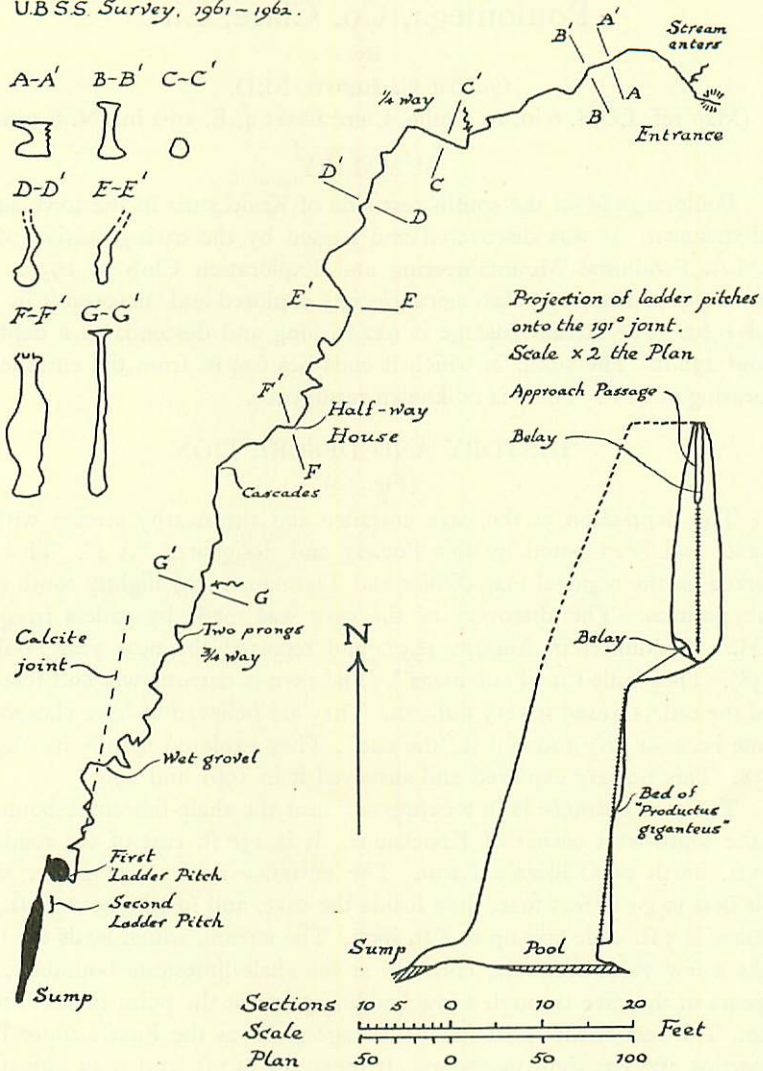 U.B.S.S. Survey, 1961-1962.
A-A'
B-B'
C-C'
D-D'
E-E'
F-F'
G-G'
Stream
enters
Entrance
A'
A
B
B
¼ way
C'
C
D'
D
E'
E
F'
F
Half-way
House
Cascades
G'
G
Two prongs
¾ way
Calcite
joint
Wet gravel
First
Ladder Pitch
Second
Ladder Pitch
Sump
N
Projection of ladder pitches
onto the 191° joint.
Scale x2 the Plan
Approach Passage
Belay
Belay
Bed of
"Productus
giganteus"
Sump
Pool
Sections 10 5 0 10 20
Scale Feet
Plan 50 0 50 100